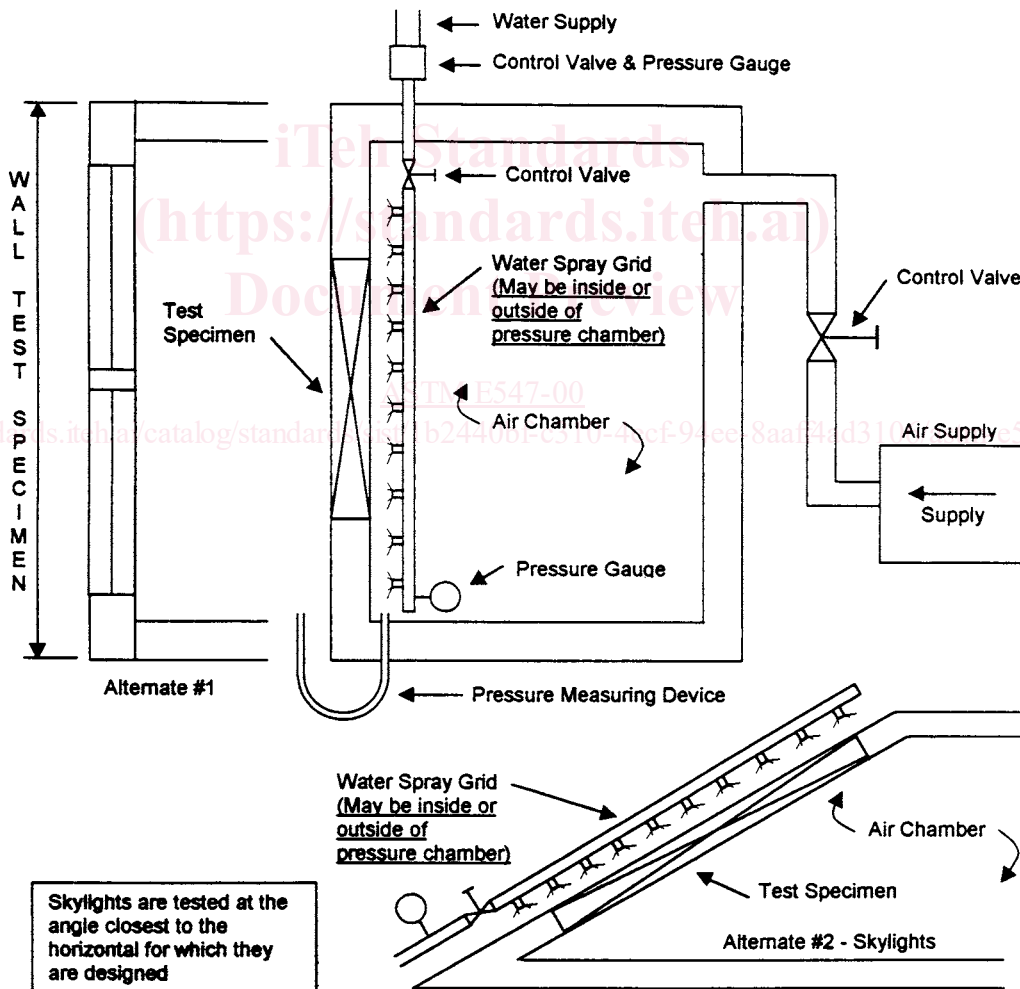 Water Supply
Control Valve & Pressure Gauge
iTeh Standards
Control Valve
(https://standards.iteh.ai)
WALL TEST SPECIMEN
Water Spray Grid
(May be inside or
outside of
pressure chamber)
Control Valve
Document Preview
Test
Specimen
ASTM E547-00
Air Chamber
Air Supply
Supply
Pressure Gauge
Alternate #1
Pressure Measuring Device
Water Spray Grid
(May be inside or
outside of
pressure chamber)
Air Chamber
Test Specimen
Alternate #2 - Skylights
Skylights are tested at the
angle closest to the
horizontal for which they
are designed